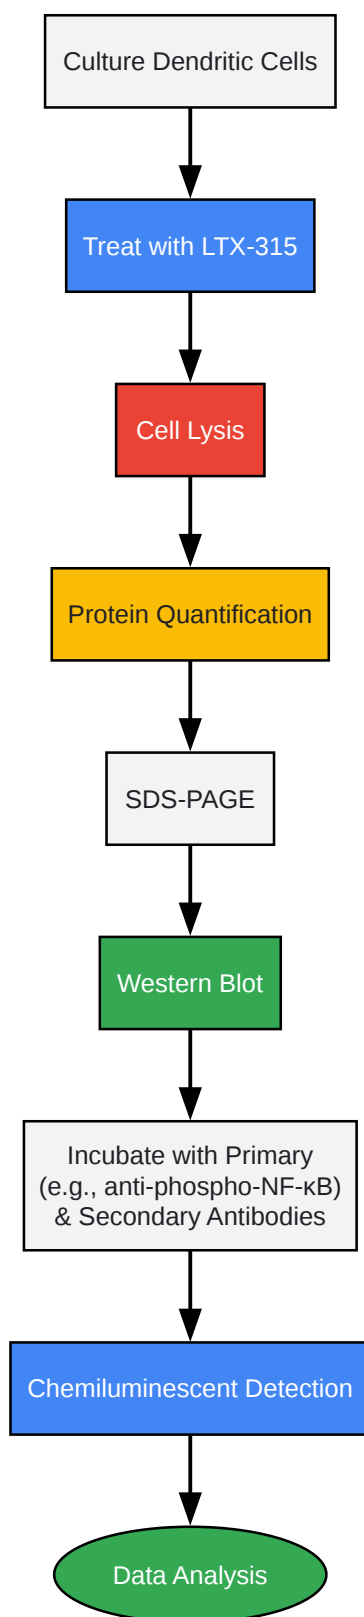 Culture Dendritic Cells
Treat with LTX-315
Cell Lysis
Protein Quantification
SDS-PAGE
Western Blot
Incubate with Primary
(e.g., anti-phospho-NF-κB)
& Secondary Antibodies
Chemiluminescent Detection
Data Analysis